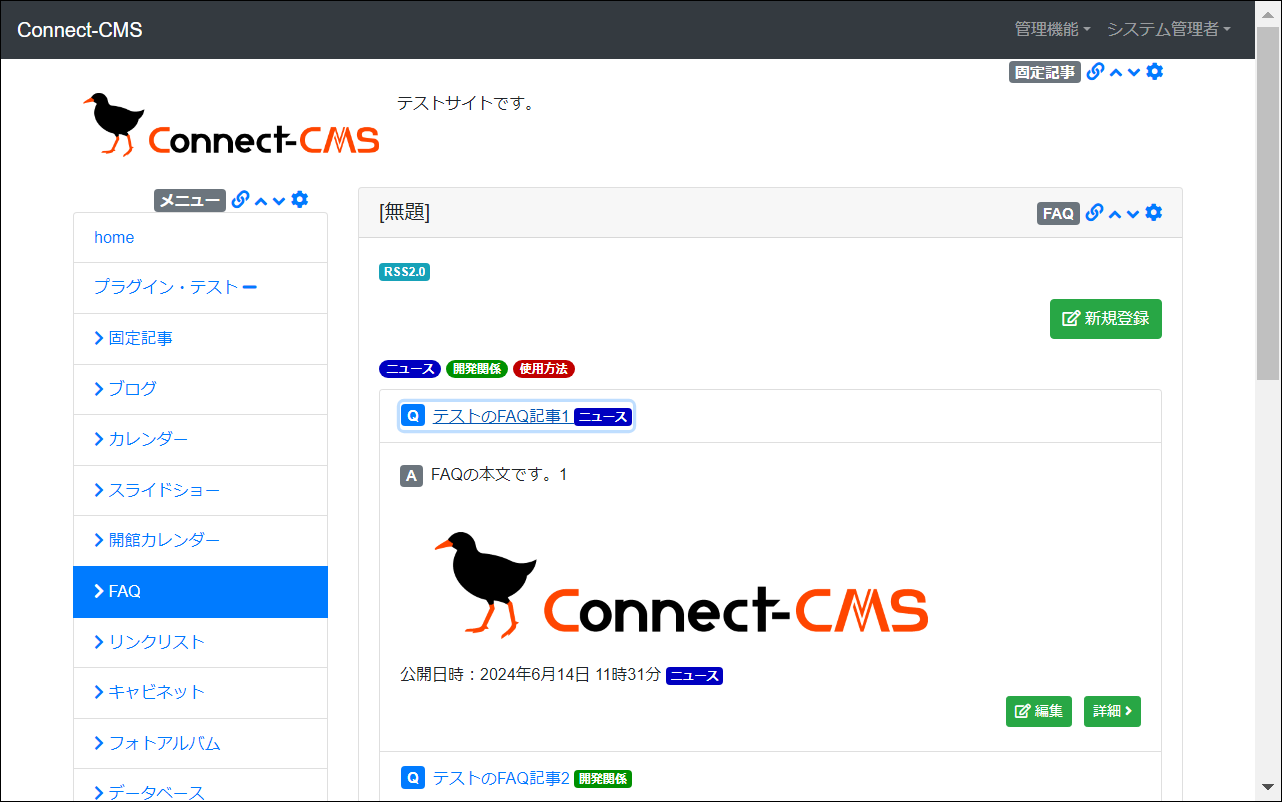 Connect-CMS
管理機能 システム管理者
固定記事
Connect-CMS
テストサイトです。
メニュー
home
プラグイン・テスト
固定記事
ブログ
カレンダー
スライドショー
開館カレンダー
FAQ
リンクリスト
キャビネット
フォトアルバム
データベース
[無題]
FAQ
RSS2.0
新規登録
ニュース 開発関係 使用方法
Q テストのFAQ記事1 ニュース
A FAQの本文です。1
Connect-CMS
公開日時：2024年6月14日 11時31分 ニュース
編集 詳細
Q テストのFAQ記事2 開発関係